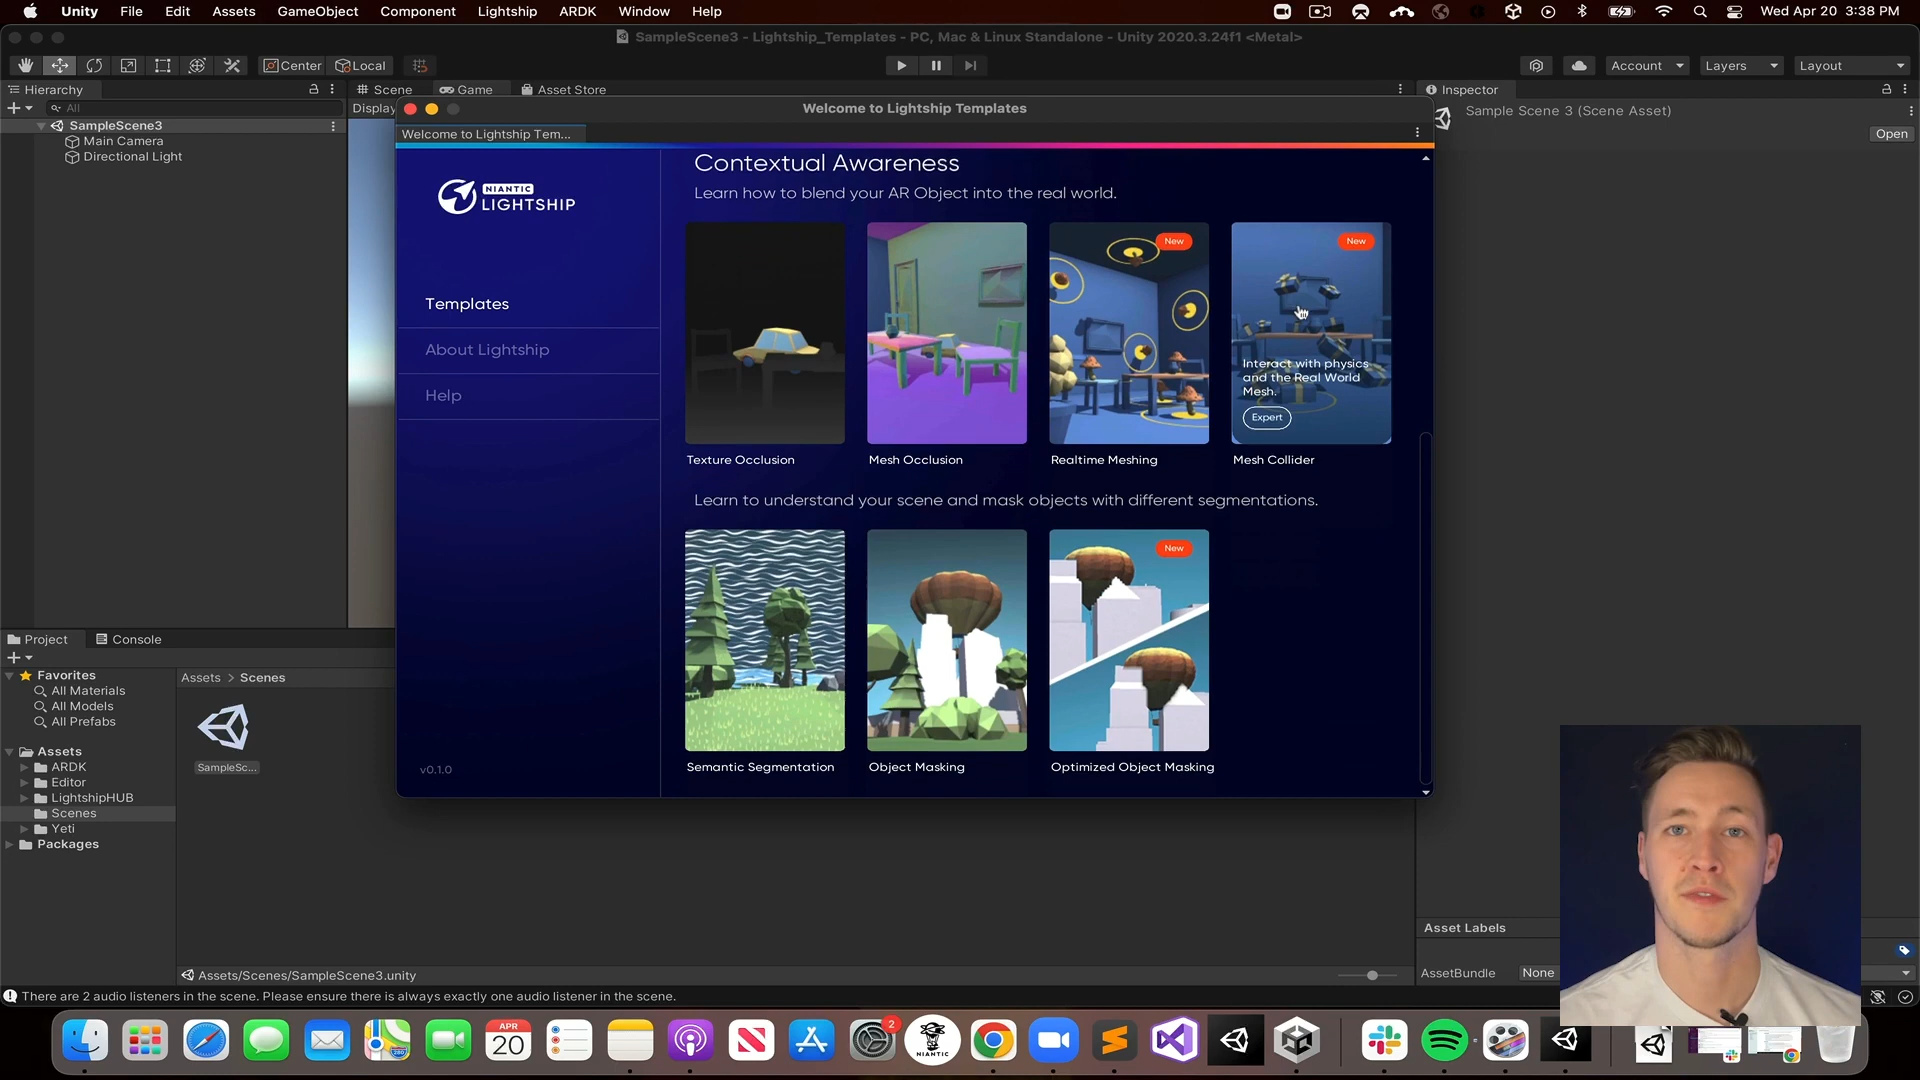 Unity File Edit Assets GameObject Component Lightship ARDK Window Help
Wed Apr 20 3:38 PM
SampleScene3 - Lightship_Templates - PC, Mac & Linux Standalone - Unity 2020.3.24f1 <Metal>
Center Local
Account Layers Layout
Hierarchy
All
SampleScene3
Main Camera
Directional Light
Scene Game Asset Store
Display
Inspector
Sample Scene 3 (Scene Asset)
Open
Welcome to Lightship Templates
Welcome to Lightship Tem...
NIANTIC
LIGHTSHIP
Templates
About Lightship
Help
v0.1.0
Contextual Awareness
Learn how to blend your AR Object into the real world.
New
New
Interact with physics
and the Real World
Mesh.
Expert
Texture Occlusion
Mesh Occlusion
Realtime Meshing
Mesh Collider
Learn to understand your scene and mask objects with different segmentations.
New
Semantic Segmentation
Object Masking
Optimized Object Masking
Project Console
Favorites
All Materials
All Models
All Prefabs
Assets
ARDK
Editor
LightshipHUB
Scenes
Yeti
Packages
Assets > Scenes
SampleSc...
Assets/Scenes/SampleScene3.unity
Asset Labels
AssetBundle None
There are 2 audio listeners in the scene. Please ensure there is always exactly one audio listener in the scene.
APR
20
2
NIANTIC